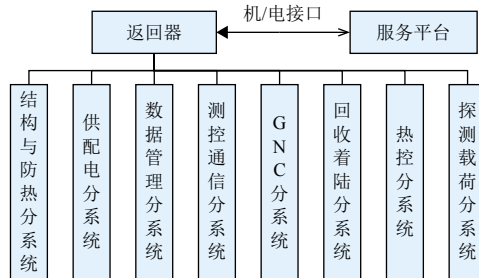 机/电接口
返回器
服务平台
结构与防热分系统
供配电分系统
数据管理分系统
测控通信分系统
GNC分系统
回收着陆分系统
热控分系统
探测载荷分系统